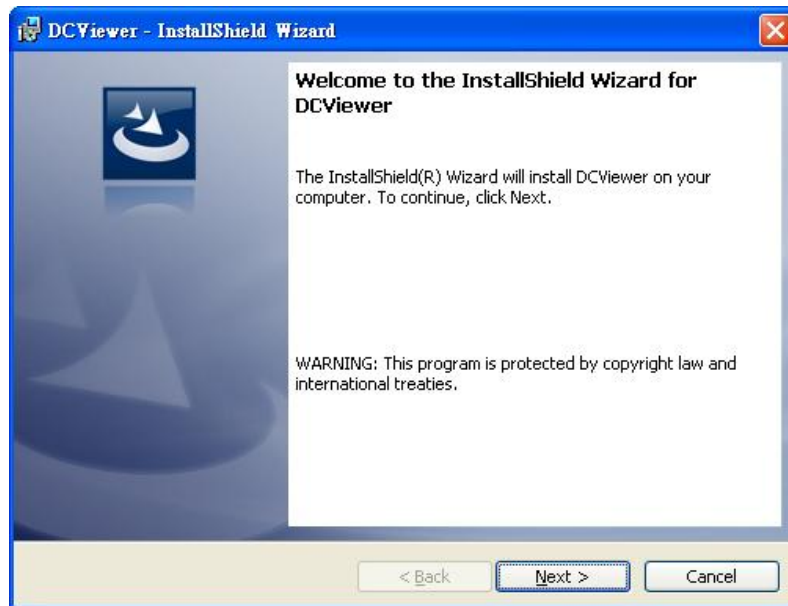 DCViewer - InstallShield Wizard
Welcome to the InstallShield Wizard for
DCViewer
The InstallShield(R) Wizard will install DCViewer on your
computer. To continue, click Next.
WARNING: This program is protected by copyright law and
international treaties.
< Back
Next >
Cancel